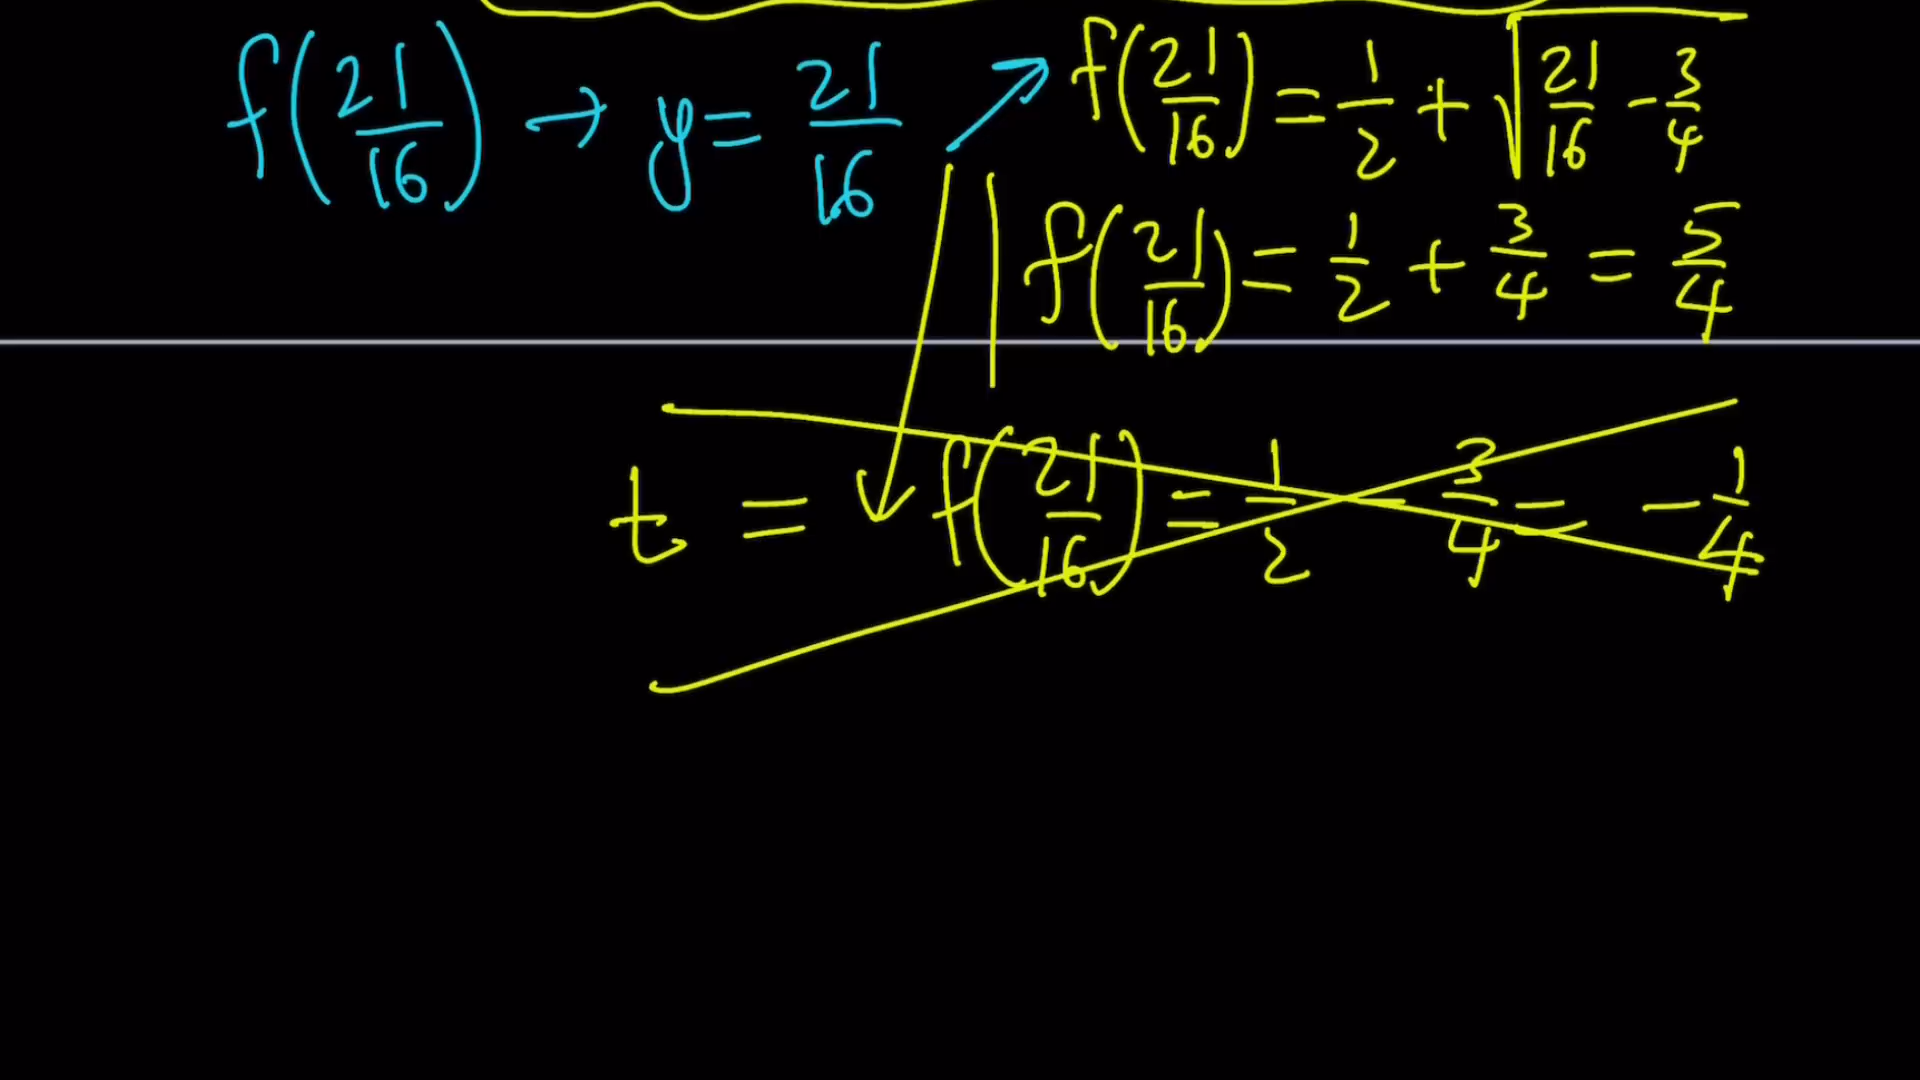 f(21/16) → y = 21/16
f(21/16) = 1/2 + √(21/16 - 3/4)
f(21/16) = 1/2 + 3/4 = 5/4
t = f(21/16) = 1/2 - 3/4 = -1/4